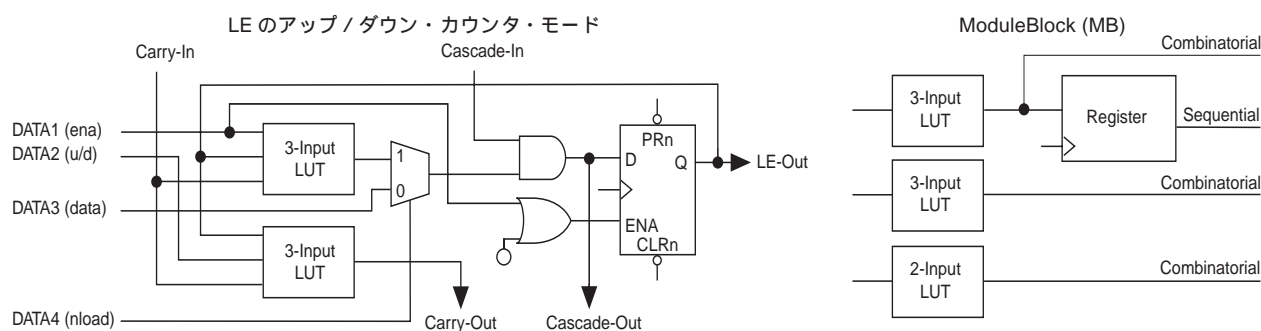 LE のアップ / ダウン・カウンタ・モード
Carry-In
Cascade-In
DATA1 (ena)
DATA2 (u/d)
DATA3 (data)
DATA4 (nload)
3-Input
LUT
3-Input
LUT
1
0
PRn
D
Q
ENA
CLRn
LE-Out
Carry-Out
Cascade-Out
ModuleBlock (MB)
Combinatorial
3-Input
LUT
Register
Sequential
3-Input
LUT
Combinatorial
2-Input
LUT
Combinatorial